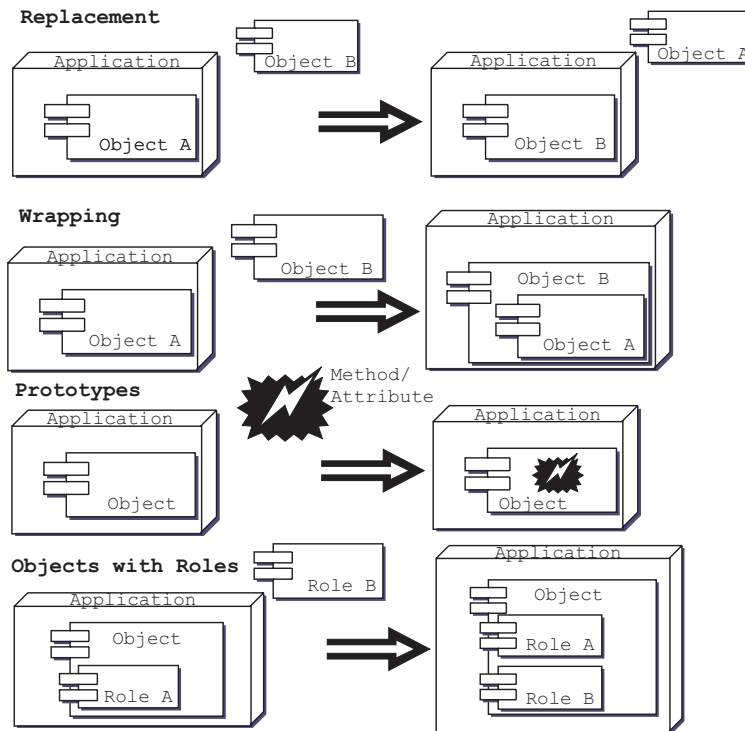 Replacement
Application
Object A
Object B
Application
Object B
Object A
Wrapping
Application
Object A
Object B
Application
Object B
Object A
Prototypes
Application
Object
Method/
Attribute
Application
Object
Objects with Roles
Application
Object
Role A
Role B
Application
Object
Role A
Role B